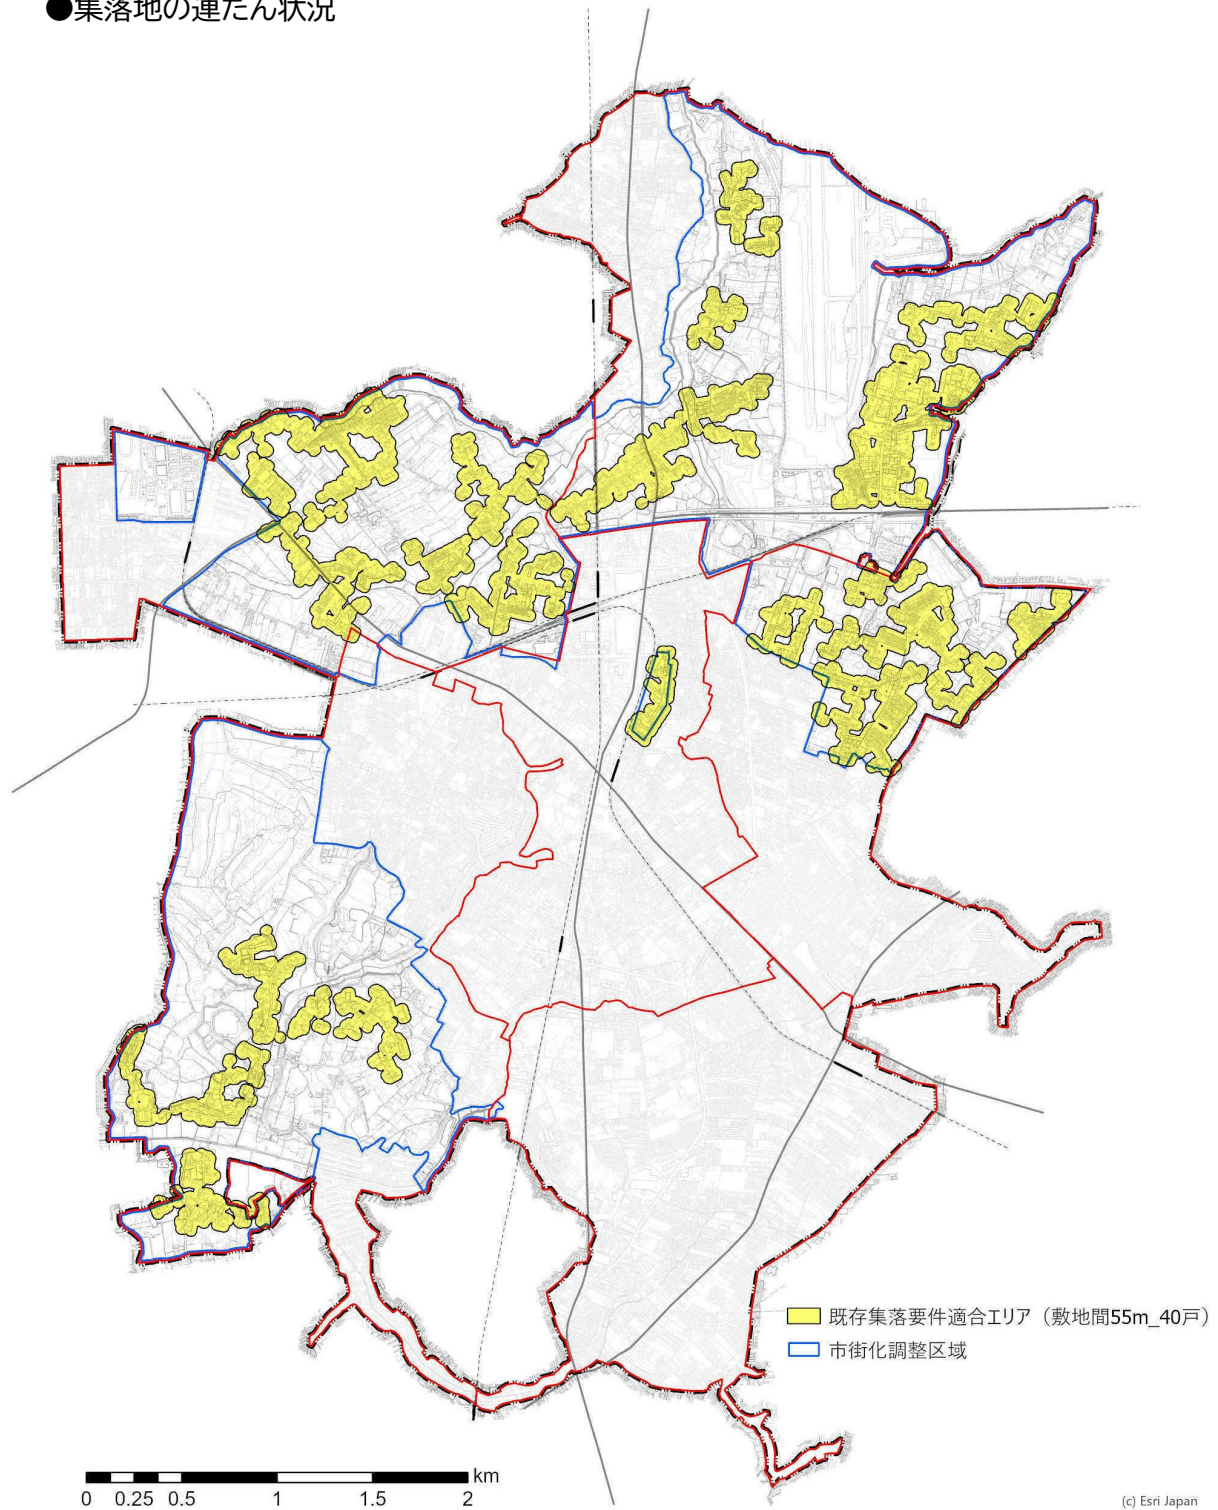 ●集落地の連たん状況
既存集落要件適合エリア（敷地間55m_40戸）
市街化調整区域
km
0 0.25 0.5 1 1.5 2
(c) Esri Japan